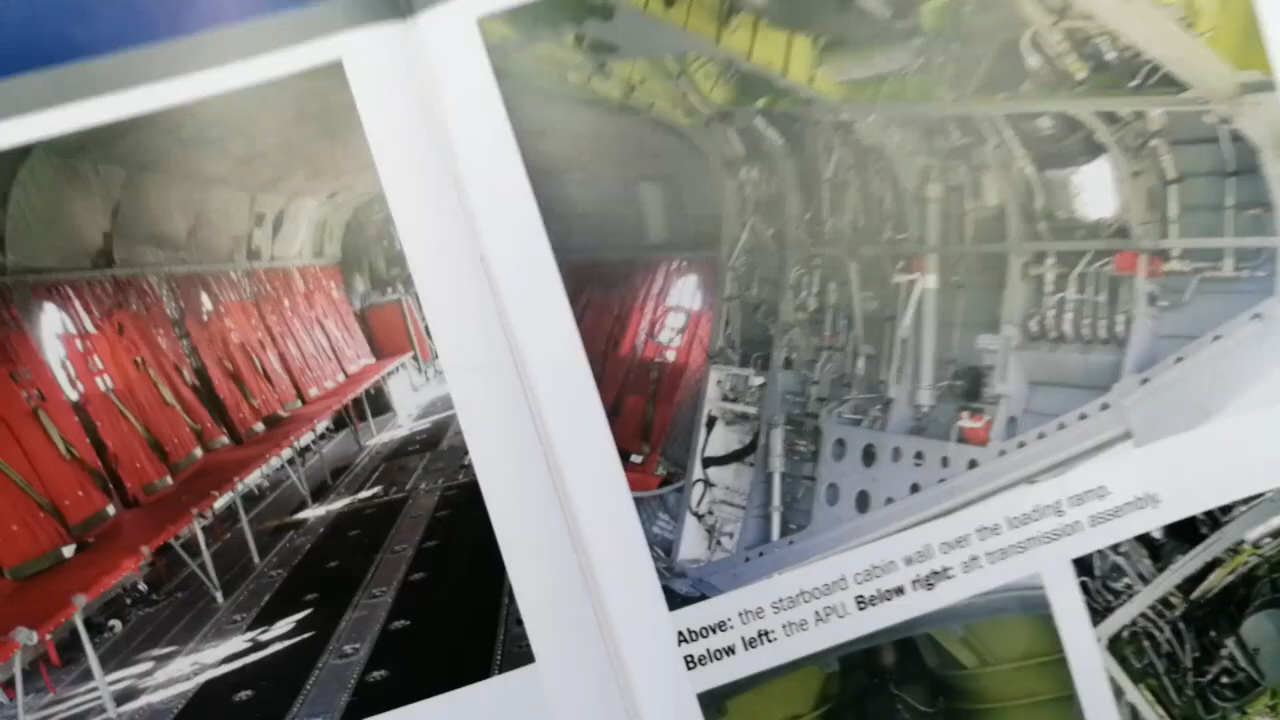 Above: the starboard cabin wall over the loading ramp.
Below left: the APU. Below right: aft transmission assembly.